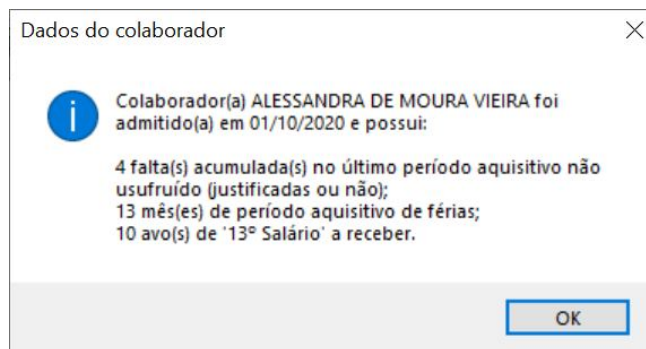 Dados do colaborador
Colaborador(a) ALESSANDRA DE MOURA VIEIRA foi
admitido(a) em 01/10/2020 e possui:
4 falta(s) acumulada(s) no último período aquisitivo não
usufruído (justificadas ou não);
13 mês(es) de período aquisitivo de férias;
10 avo(s) de '13º Salário' a receber.
OK